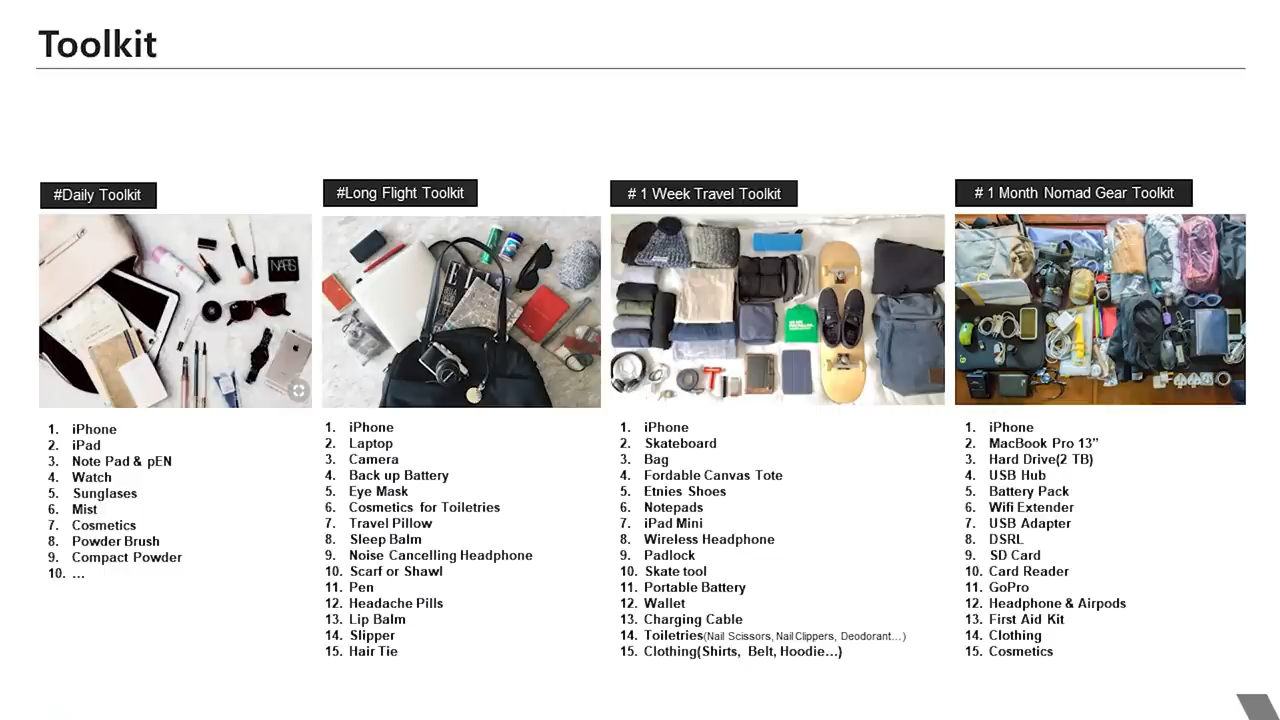 Toolkit
#Daily Toolkit
NARS
1. iPhone
2. iPad
3. Note Pad & pEN
4. Watch
5. Sunglases
6. Mist
7. Cosmetics
8. Powder Brush
9. Compact Powder
10. ...
#Long Flight Toolkit
1. iPhone
2. Laptop
3. Camera
4. Back up Battery
5. Eye Mask
6. Cosmetics for Toiletries
7. Travel Pillow
8. Sleep Balm
9. Noise Cancelling Headphone
10. Scarf or Shawl
11. Pen
12. Headache Pills
13. Lip Balm
14. Slipper
15. Hair Tie
# 1 Week Travel Toolkit
1. iPhone
2. Skateboard
3. Bag
4. Fordable Canvas Tote
5. Etnies Shoes
6. Notepads
7. iPad Mini
8. Wireless Headphone
9. Padlock
10. Skate tool
11. Portable Battery
12. Wallet
13. Charging Cable
14. Toiletries(Nail Scissors, Nail Clippers, Deodorant...)
15. Clothing(Shirts, Belt, Hoodie...)
# 1 Month Nomad Gear Toolkit
1. iPhone
2. MacBook Pro 13”
3. Hard Drive(2 TB)
4. USB Hub
5. Battery Pack
6. Wifi Extender
7. USB Adapter
8. DSRL
9. SD Card
10. Card Reader
11. GoPro
12. Headphone & Airpods
13. First Aid Kit
14. Clothing
15. Cosmetics